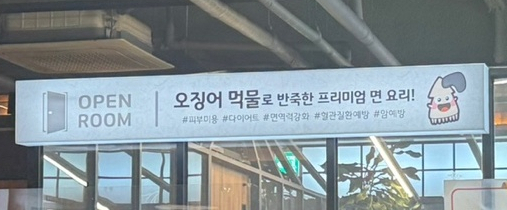 OPEN
ROOM
오징어 먹물로 반죽한 프리미엄 면 요리!
#피부미용 #다이어트 #면역력강화 #혈관질환예방 #암예방